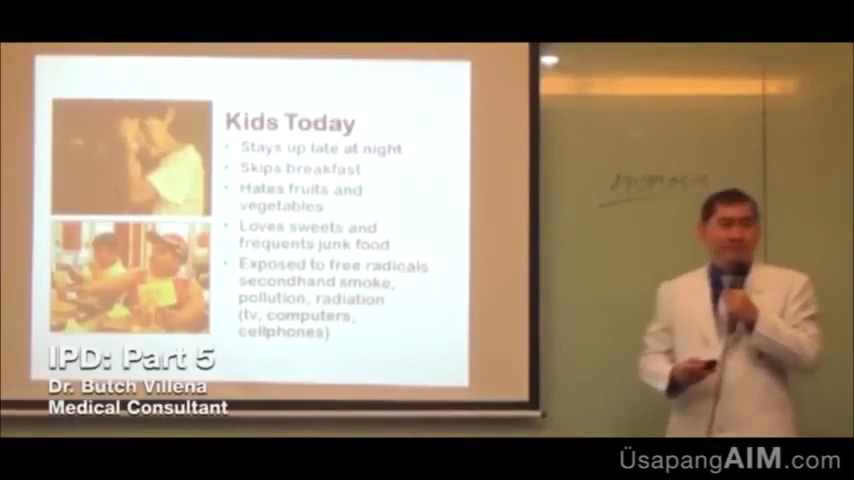 Kids Today
• Stays up late at night
• Skips breakfast
• Hates fruits and
vegetables
• Loves sweets and
frequents junk food
• Exposed to free radicals
secondhand smoke,
pollution, radiation
(tv, computers,
cellphones)
IPD: Part 5
Dr. Butch Villena
Medical Consultant
ÜsapangAIM.com